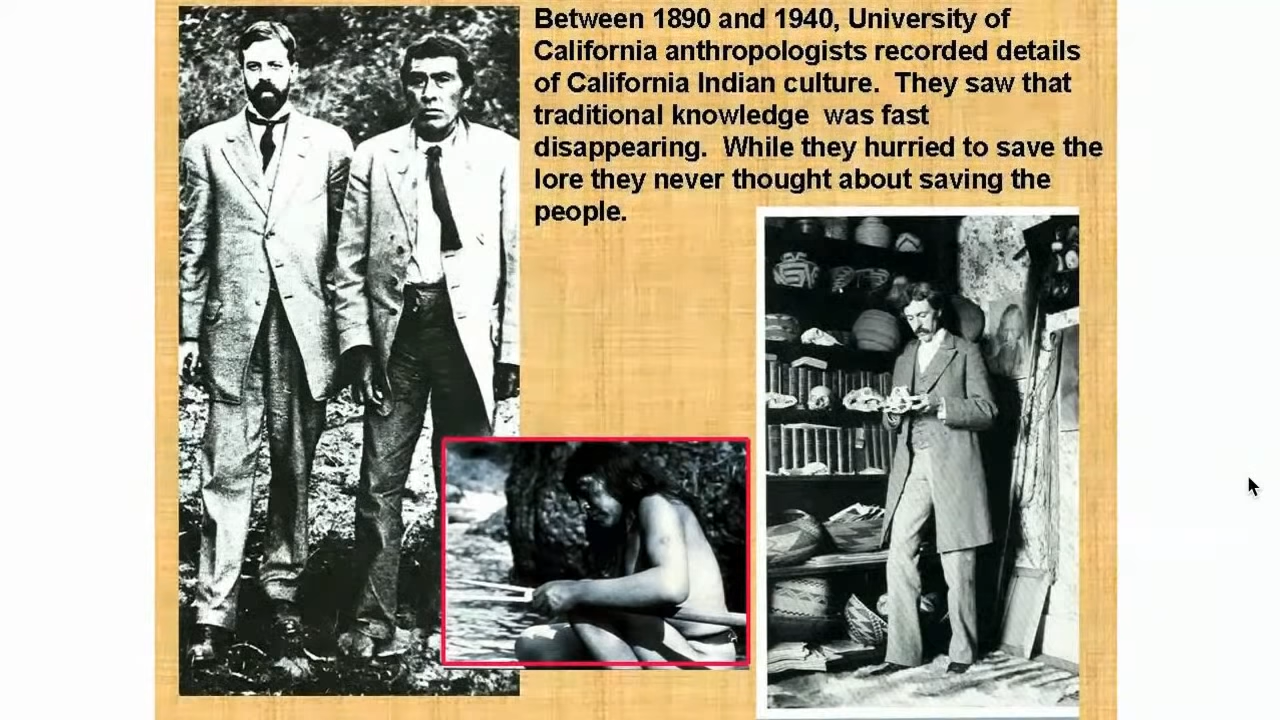 Between 1890 and 1940, University of
California anthropologists recorded details
of California Indian culture.  They saw that
traditional knowledge  was fast
disappearing.  While they hurried to save the
lore they never thought about saving the
people.